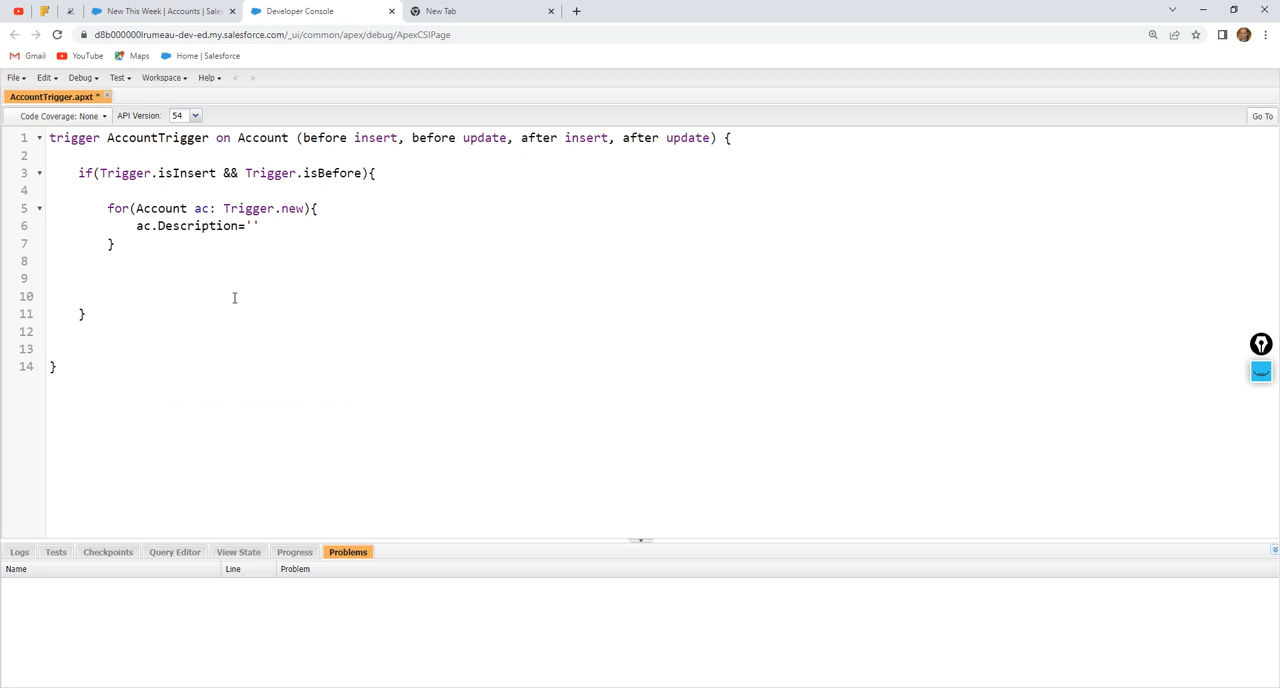 New This Week | Accounts | Sales
Developer Console
New Tab
d8b000000lrumeau-dev-ed.my.salesforce.com/_ui/common/apex/debug/ApexCSIPage
Gmail YouTube Maps Home | Salesforce
File Edit Debug Test Workspace Help < >
AccountTrigger.apxt *
Code Coverage: None API Version: 54 Go To
1 trigger AccountTrigger on Account (before insert, before update, after insert, after update) {
2
3 if(Trigger.isInsert && Trigger.isBefore){
4
5 for(Account ac: Trigger.new){
6 ac.Description=''
7 }
8
9
10
11 }
12
13
14 }
Logs Tests Checkpoints Query Editor View State Progress Problems
Name Line Problem